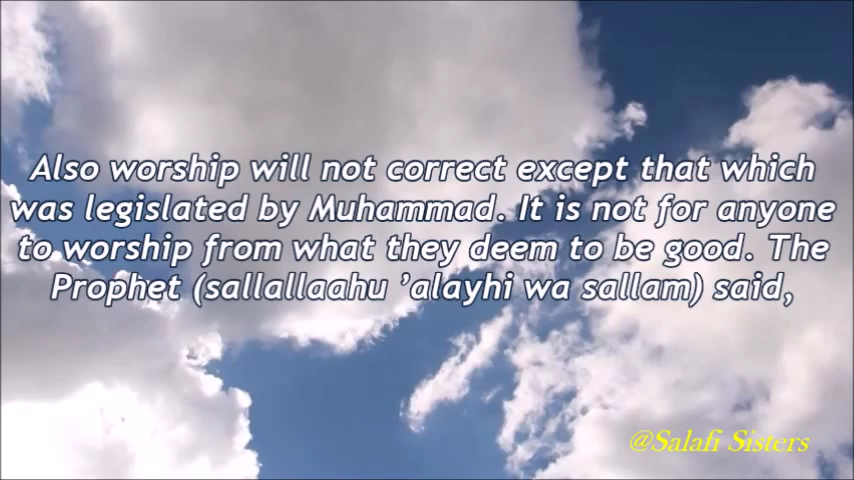 Also worship will not correct except that which
was legislated by Muhammad. It is not for anyone
to worship from what they deem to be good. The
Prophet (sallallaahu ’alayhi wa sallam) said,
@Salafi Sisters